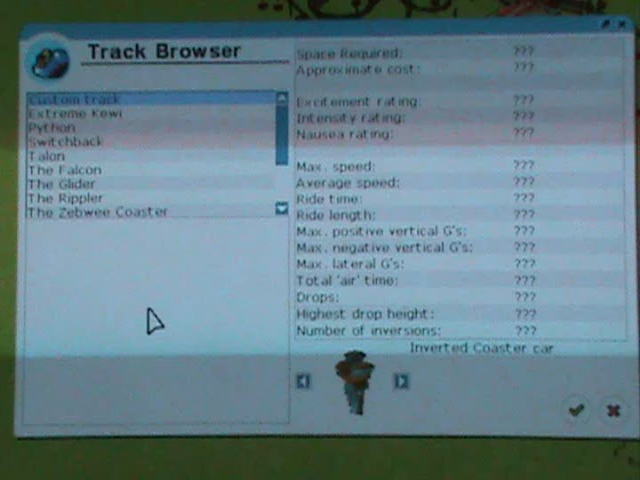 Track Browser
Custom track
Extreme Kewl
Python
Switchback
Talon
The Falcon
The Glider
The Rippler
The Zebwee Coaster
Space Required: ???
Approximate cost: ???
Excitement rating: ???
Intensity rating: ???
Nausea rating: ???
Max. speed: ???
Average speed: ???
Ride time: ???
Ride length: ???
Max. positive vertical G's: ???
Max. negative vertical G's: ???
Max. lateral G's: ???
Total 'air' time: ???
Drops: ???
Highest drop height: ???
Number of inversions: ???
Inverted Coaster car